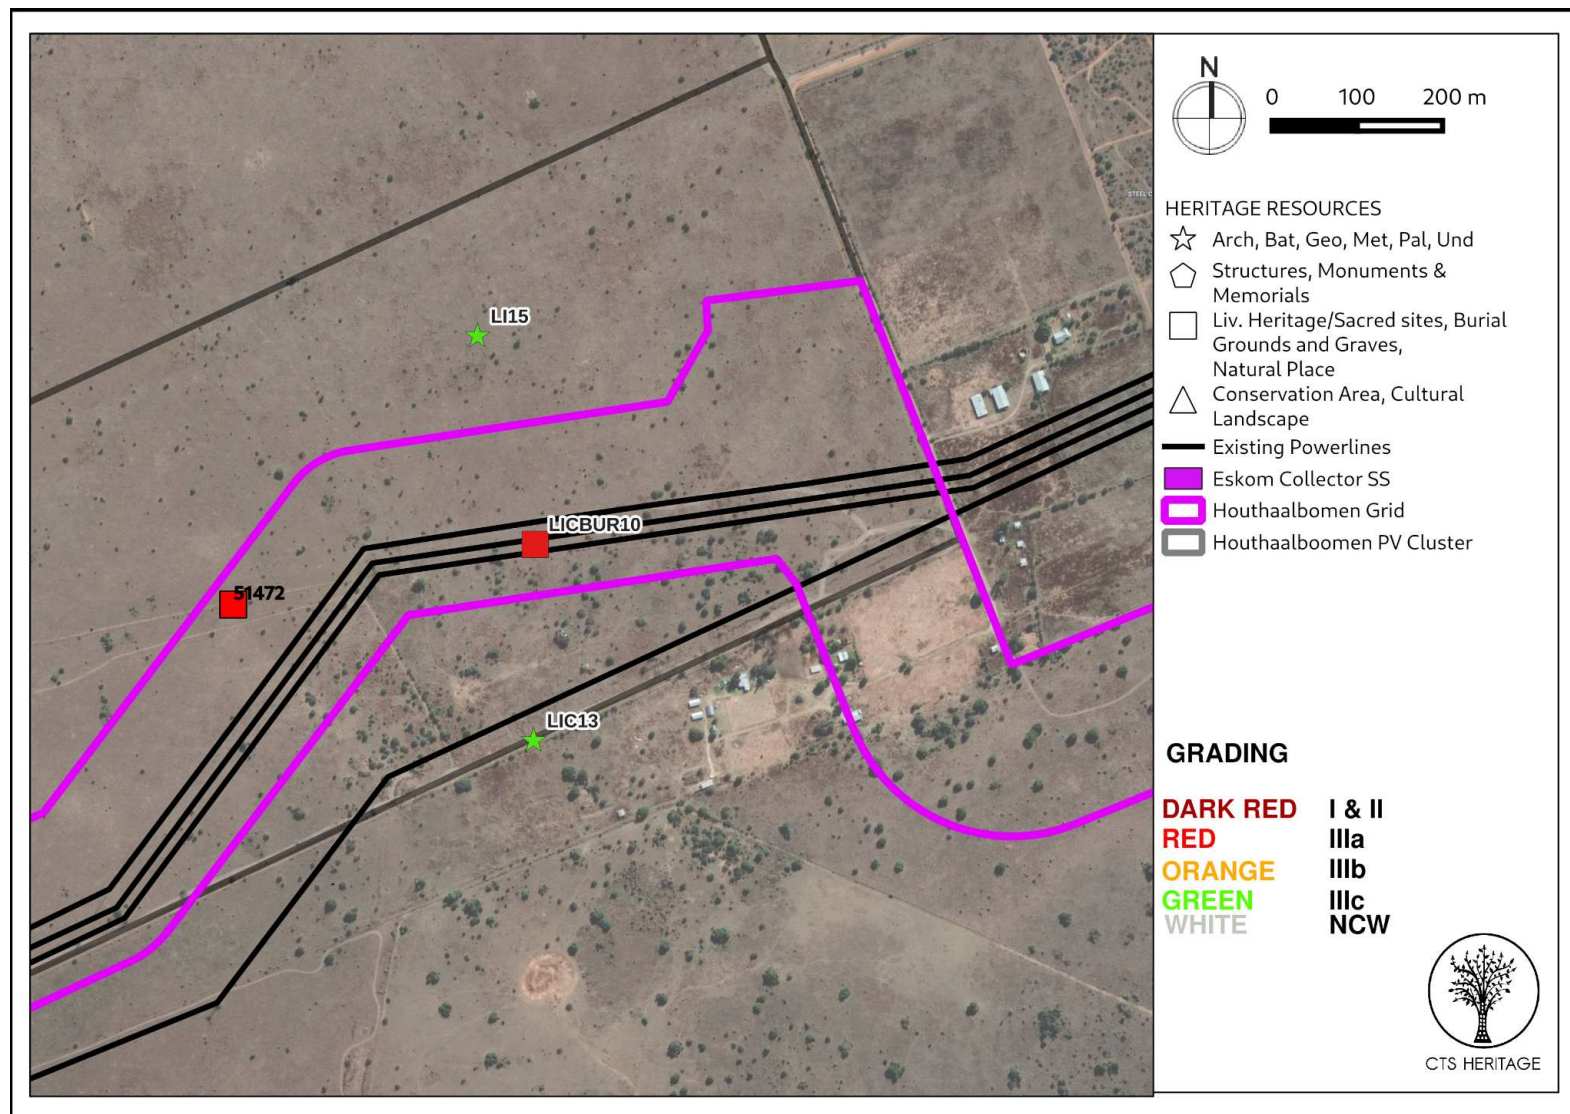 N
0 100 200 m
HERITAGE RESOURCES
Arch, Bat, Geo, Met, Pal, Und
Structures, Monuments &
Memorials
Liv. Heritage/Sacred sites, Burial
Grounds and Graves,
Natural Place
Conservation Area, Cultural
Landscape
Existing Powerlines
Eskom Collector SS
Houthaalbomen Grid
Houthaalboomen PV Cluster
GRADING
DARK RED I & II
RED IIIa
ORANGE IIIb
GREEN IIIc
WHITE NCW
CTS HERITAGE
LI15
LICBUR10
51472
LIC13